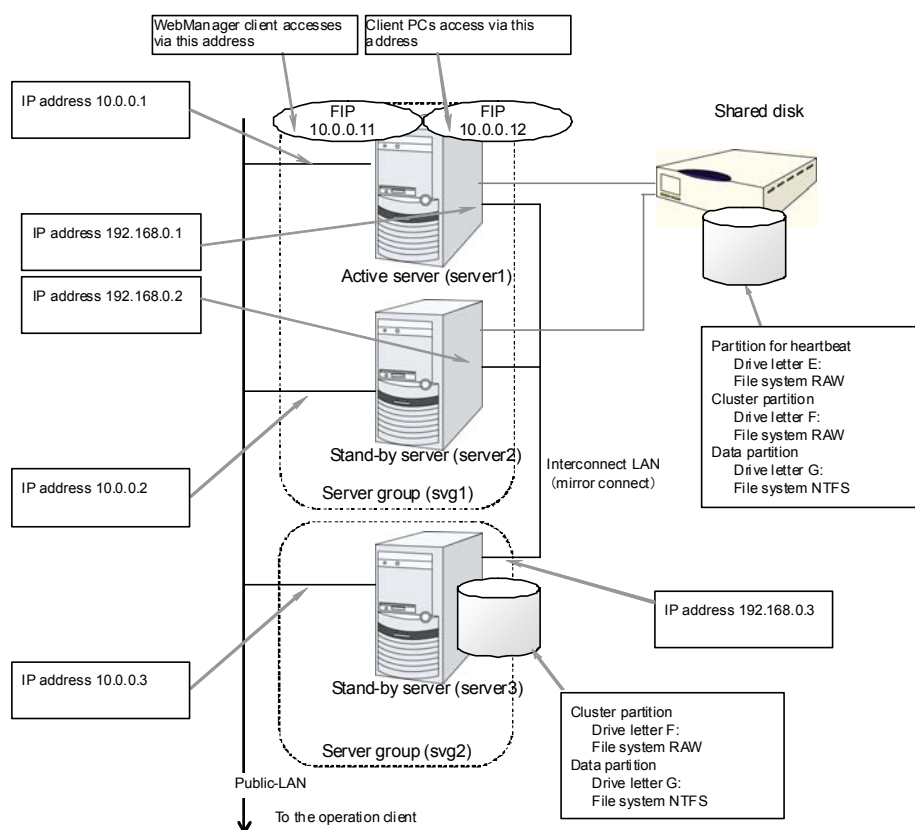 WebManager client accesses
via this address
Client PCs access via this
address
IP address 10.0.0.1
FIP
10.0.0.11
FIP
10.0.0.12
Shared disk
IP address 192.168.0.1
Active server (server1)
IP address 192.168.0.2
Partition for heartbeat
Drive letter E:
File system RAW
Cluster partition
Drive letter F:
File system RAW
Data partition
Drive letter G:
File system NTFS
Stand-by server (server2)
Interconnect LAN
(mirror connect)
IP address 10.0.0.2
Server group (svg1)
IP address 192.168.0.3
IP address 10.0.0.3
Stand-by server (server3)
Cluster partition
Drive letter F:
File system RAW
Data partition
Drive letter G:
File system NTFS
Server group (svg2)
Public-LAN
To the operation client